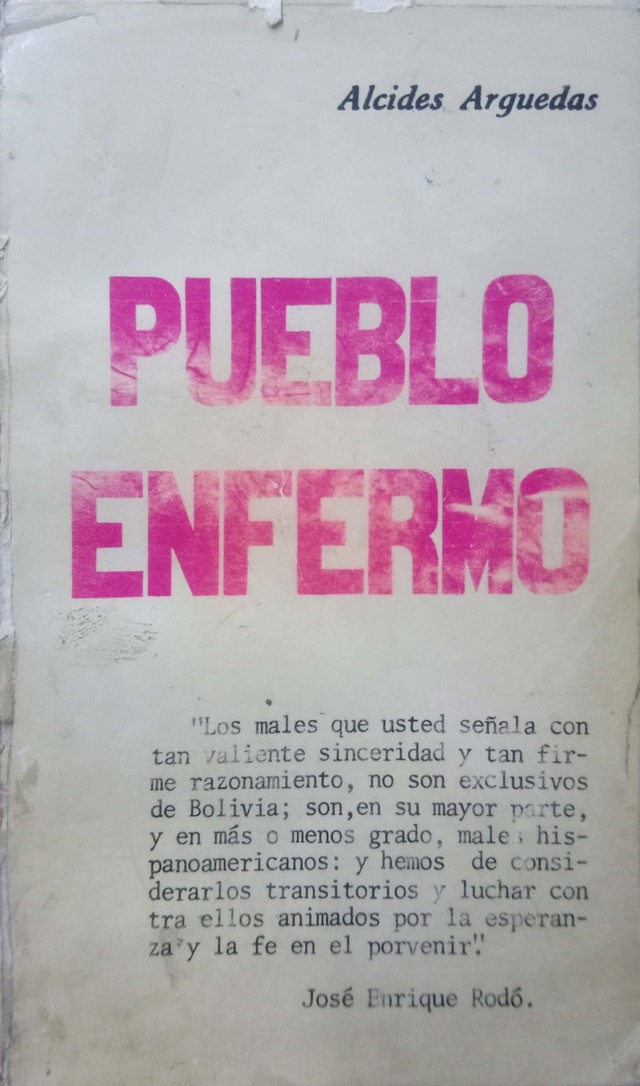 Alcides Arguedas
PUEBLO
ENFERMO
"Los males que usted señala con
tan valiente sinceridad y tan fir-
me razonamiento, no son exclusivos
de Bolivia; son,en su mayor parte,
y en más o menos grado, males his-
panoamericanos: y hemos de consi-
derarlos transitorios y luchar con
tra ellos animados por la esperan-
za y la fe en el porvenir".
José Enrique Rodó.